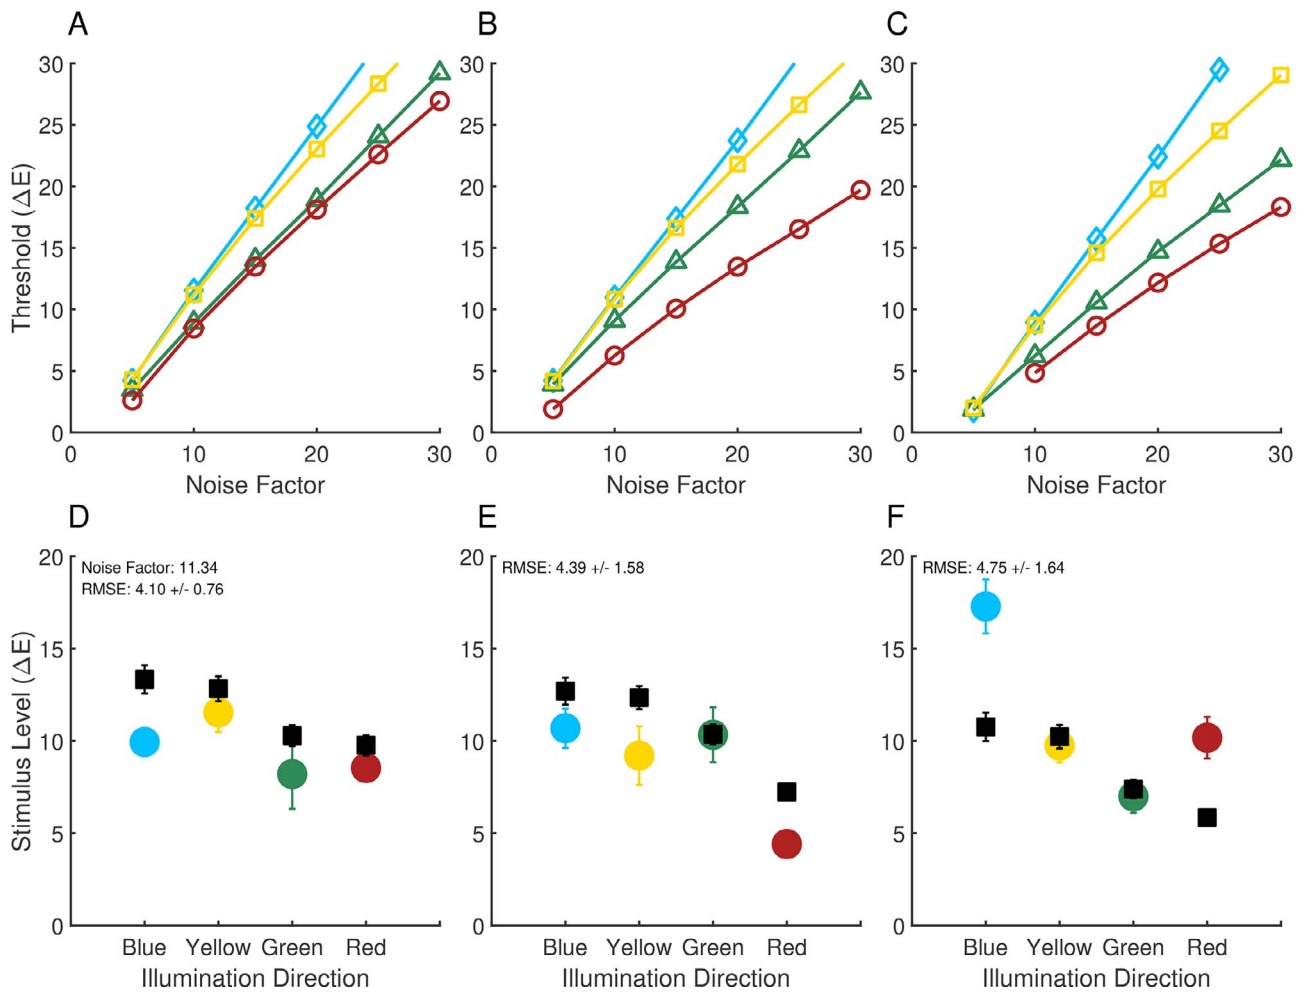 A
B
C
30
25
20
15
10
5
0
0
10
20
30
Threshold (ΔE)
Noise Factor
30
25
20
15
10
5
0
0
10
20
30
Noise Factor
30
25
20
15
10
5
0
0
10
20
30
Noise Factor
D
E
F
Noise Factor: 11.34
RMSE: 4.10 +/- 0.76
20
15
10
5
0
Stimulus Level (ΔE)
Blue Yellow Green Red
Illumination Direction
RMSE: 4.39 +/- 1.58
20
15
10
5
0
Blue Yellow Green Red
Illumination Direction
RMSE: 4.75 +/- 1.64
20
15
10
5
0
Blue Yellow Green Red
Illumination Direction